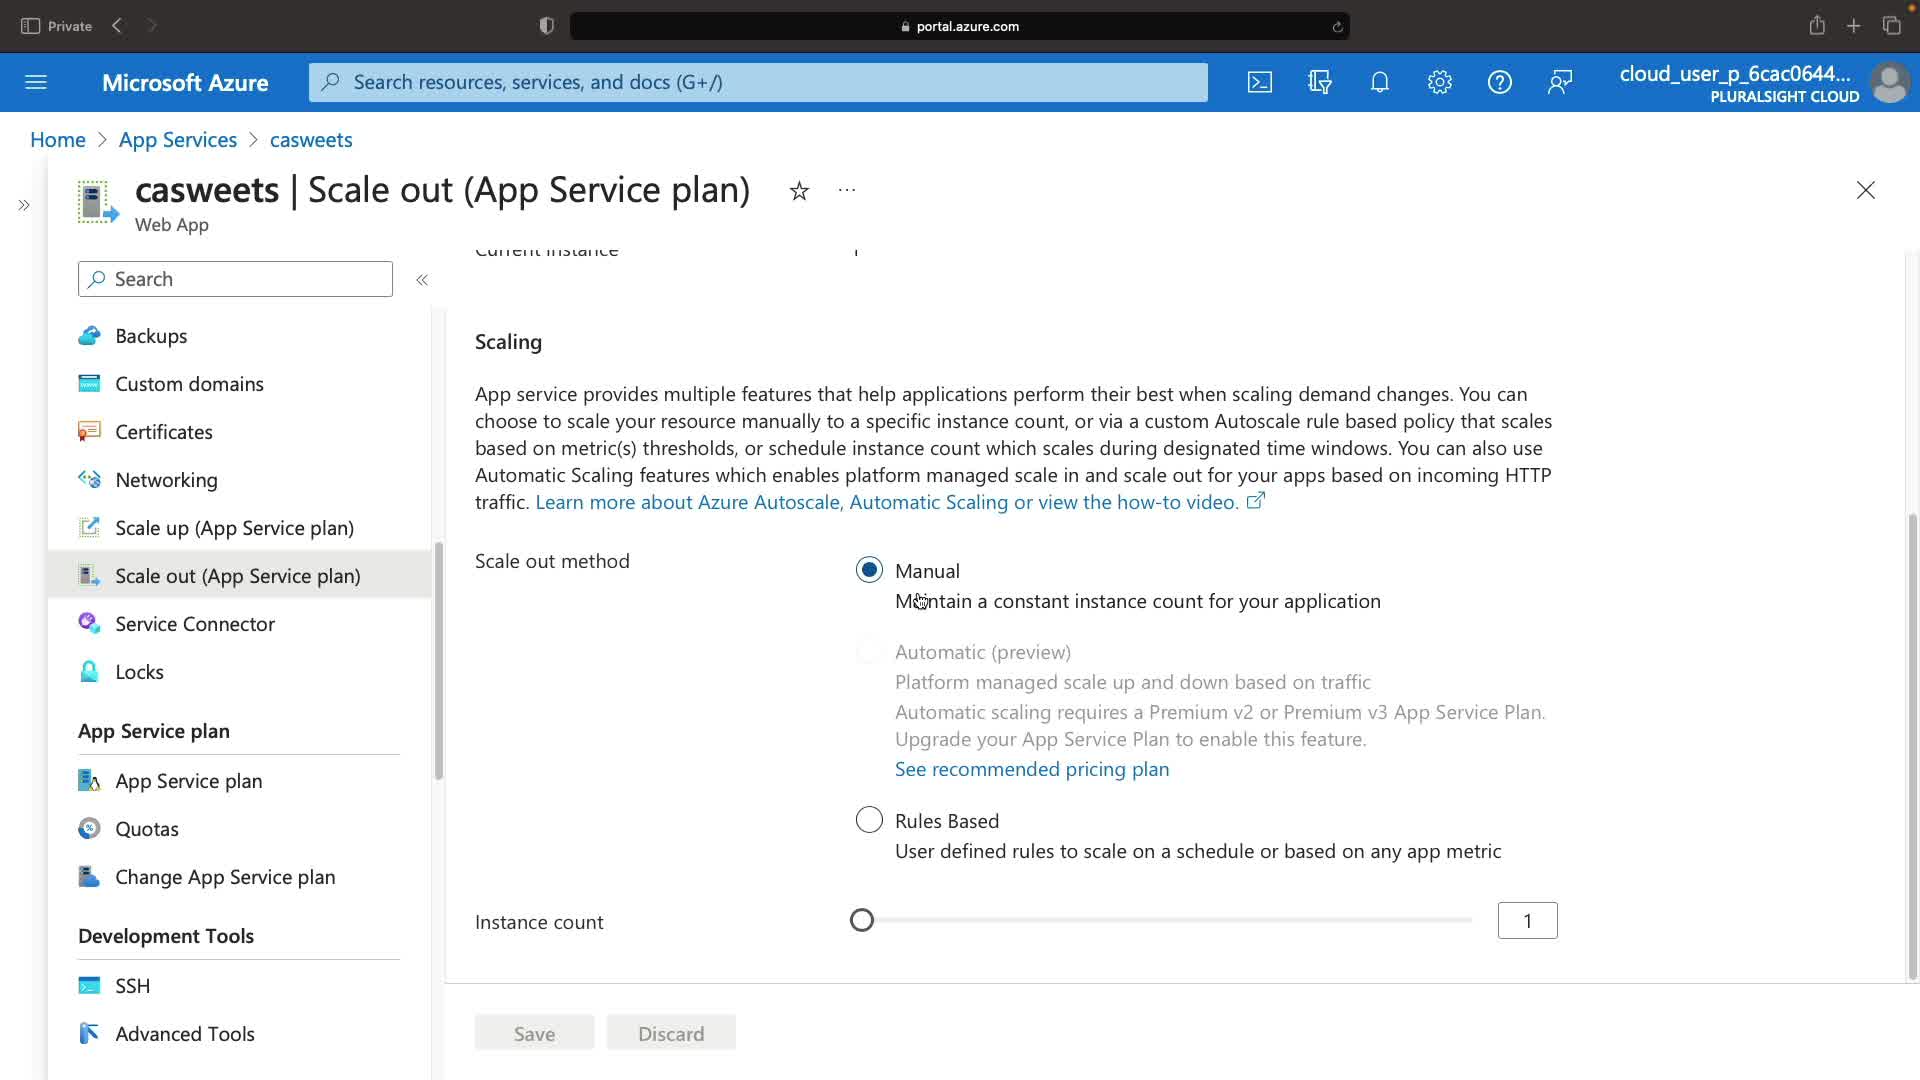 Private
portal.azure.com
Microsoft Azure
Search resources, services, and docs (G+/)
cloud_user_p_6cac0644...
PLURALSIGHT CLOUD
Home > App Services > casweets
casweets | Scale out (App Service plan)
Web App
Search
Backups
Custom domains
Certificates
Networking
Scale up (App Service plan)
Scale out (App Service plan)
Service Connector
Locks
App Service plan
App Service plan
Quotas
Change App Service plan
Development Tools
SSH
Advanced Tools
Current instance 1
Scaling
App service provides multiple features that help applications perform their best when scaling demand changes. You can
choose to scale your resource manually to a specific instance count, or via a custom Autoscale rule based policy that scales
based on metric(s) thresholds, or schedule instance count which scales during designated time windows. You can also use
Automatic Scaling features which enables platform managed scale in and scale out for your apps based on incoming HTTP
traffic. Learn more about Azure Autoscale, Automatic Scaling or view the how-to video.
Scale out method
Manual
Maintain a constant instance count for your application
Automatic (preview)
Platform managed scale up and down based on traffic
Automatic scaling requires a Premium v2 or Premium v3 App Service Plan.
Upgrade your App Service Plan to enable this feature.
See recommended pricing plan
Rules Based
User defined rules to scale on a schedule or based on any app metric
Instance count
1
Save
Discard